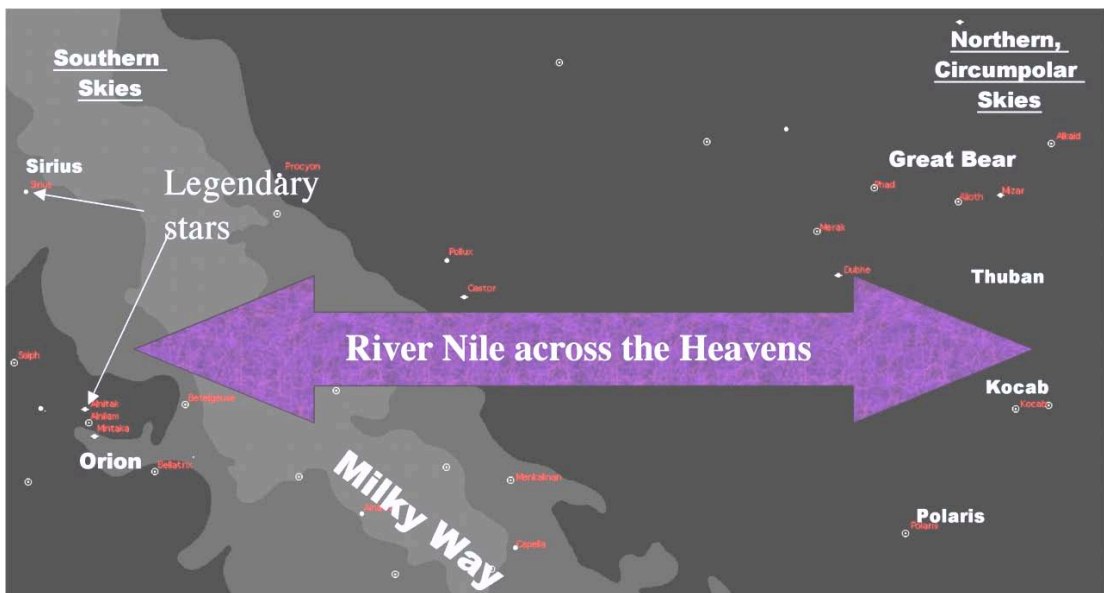 Southern
Skies
Northern,
Circumpolar
Skies
Alkaid
Great Bear
Sirius
Sirius
Procyon
Legendary
stars
Phad
Alioth
Mizar
Merak
Pollux
Dubhe
Thuban
Castor
River Nile across the Heavens
Saiph
Kocab
Kocab
Alnitak
Alnilam
Mintaka
Betelgeuse
Orion
Bellatrix
Milky Way
Menkalinan
Capella
Polaris
Polaris